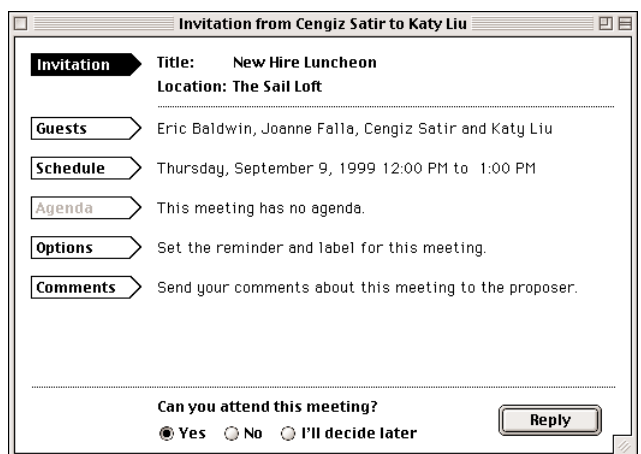 Invitation from Cengiz Satir to Katy Liu
Invitation Title: New Hire Luncheon
Location: The Sail Loft
Guests Eric Baldwin, Joanne Falla, Cengiz Satir and Katy Liu
Schedule Thursday, September 9, 1999 12:00 PM to 1:00 PM
Agenda This meeting has no agenda.
Options Set the reminder and label for this meeting.
Comments Send your comments about this meeting to the proposer.
Can you attend this meeting?
Yes No I'll decide later
Reply